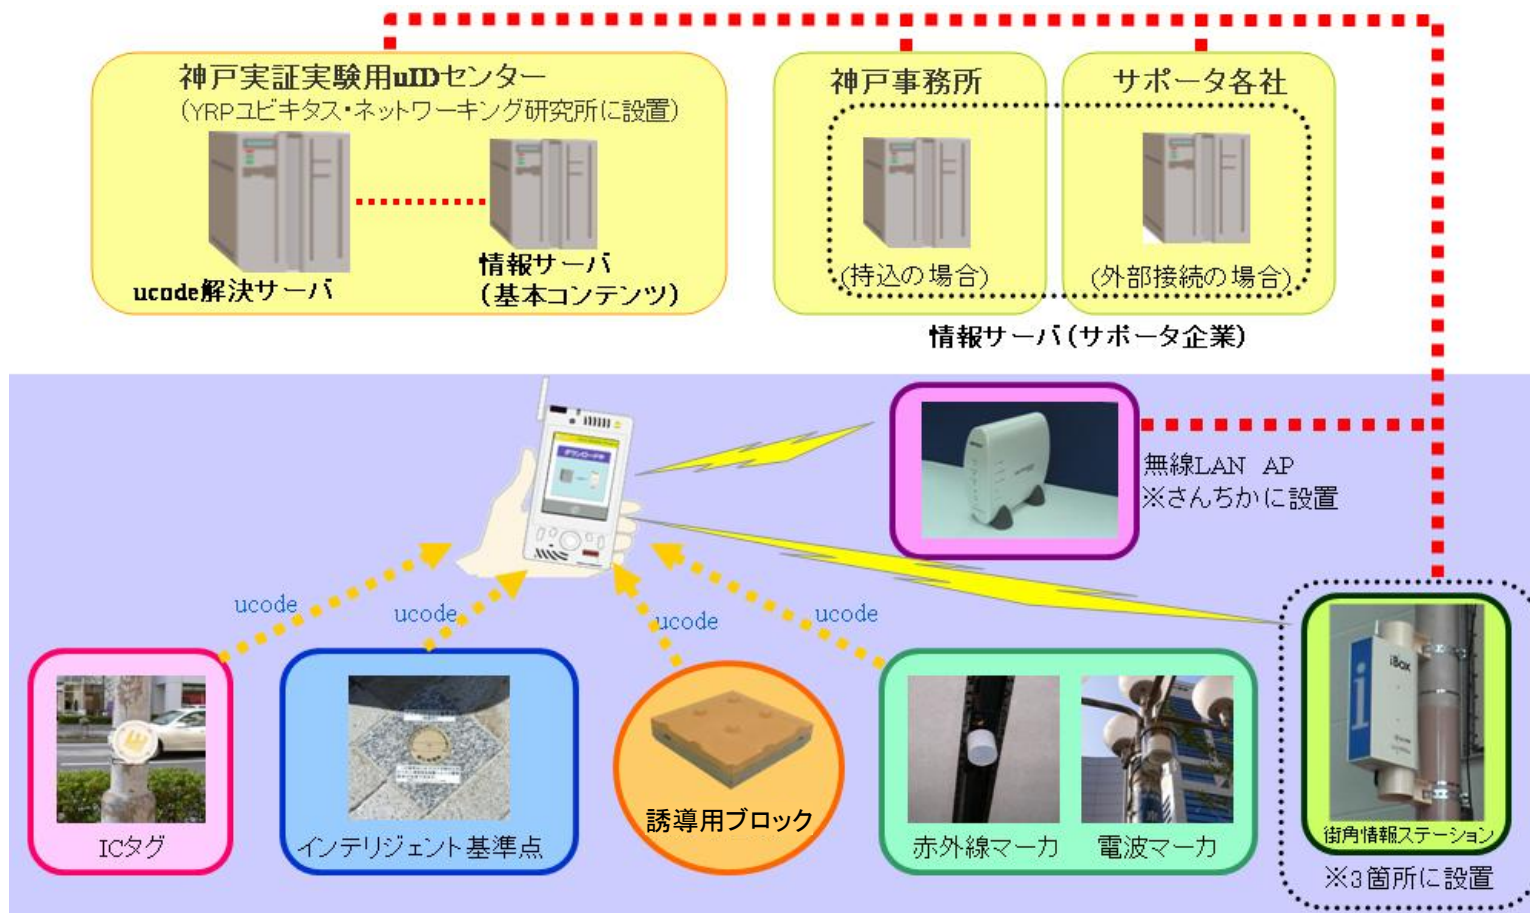 神戸実証実験用uIDセンター
(YRPユビキタス・ネットワーキング研究所に設置)
ucode解決サーバ
情報サーバ
(基本コンテンツ)
神戸事務所
サポータ各社
(持込の場合)
(外部接続の場合)
情報サーバ(サポータ企業)
無線LAN AP
※さんちかに設置
ucode
ucode
ucode
ucode
ICタグ
インテリジェント基準点
誘導用ブロック
赤外線マーカ
電波マーカ
iBox
i
街角情報ステーション
※3箇所に設置